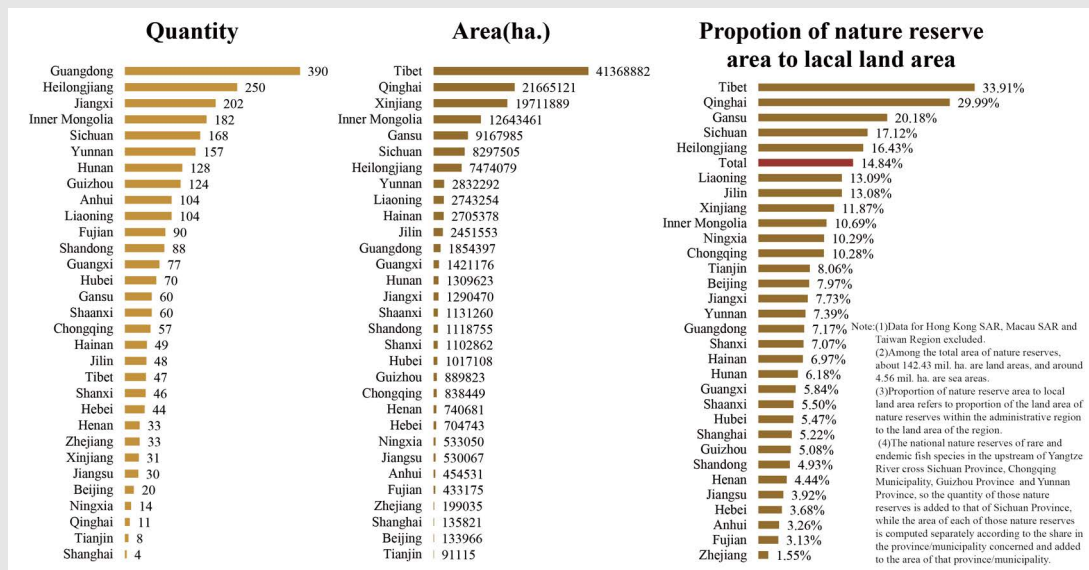 Quantity
Guangdong 390
Heilongjiang 250
Jiangxi 202
Inner Mongolia 182
Sichuan 168
Yunnan 157
Hunan 128
Guizhou 124
Anhui 104
Liaoning 104
Fujian 90
Shandong 88
Guangxi 77
Hubei 70
Gansu 60
Shaanxi 60
Chongqing 57
Hainan 49
Jilin 48
Tibet 47
Shanxi 46
Hebei 44
Henan 33
Zhejiang 33
Xinjiang 31
Jiangsu 30
Beijing 20
Ningxia 14
Qinghai 11
Tianjin 8
Shanghai 4
Area(ha.)
Tibet 41368882
Qinghai 21665121
Xinjiang 19711889
Inner Mongolia 12643461
Gansu 9167985
Sichuan 8297505
Heilongjiang 7474079
Yunnan 2832292
Liaoning 2743254
Hainan 2705378
Jilin 2451553
Guangdong 1854397
Guangxi 1421176
Hunan 1309623
Jiangxi 1290470
Shaanxi 1131260
Shandong 1118755
Shanxi 1102862
Hubei 1017108
Guizhou 889823
Chongqing 838449
Henan 740681
Hebei 704743
Ningxia 533050
Jiangsu 530067
Anhui 454531
Fujian 433175
Zhejiang 199035
Shanghai 135821
Beijing 133966
Tianjin 91115
Propotion of nature reserve
area to lacal land area
Tibet 33.91%
Qinghai 29.99%
Gansu 20.18%
Sichuan 17.12%
Heilongjiang 16.43%
Total 14.84%
Liaoning 13.09%
Jilin 13.08%
Xinjiang 11.87%
Inner Mongolia 10.69%
Ningxia 10.29%
Chongqing 10.28%
Tianjin 8.06%
Beijing 7.97%
Jiangxi 7.73%
Yunnan 7.39%
Guangdong 7.17%
Shanxi 7.07%
Hainan 6.97%
Hunan 6.18%
Guangxi 5.84%
Shaanxi 5.50%
Hubei 5.47%
Shanghai 5.22%
Guizhou 5.08%
Shandong 4.93%
Henan 4.44%
Jiangsu 3.92%
Hebei 3.68%
Anhui 3.26%
Fujian 3.13%
Zhejiang 1.55%
Note:(1)Data for Hong Kong SAR, Macau SAR and
Taiwan Region excluded.
(2)Among the total area of nature reserves,
about 142.43 mil. ha. are land areas, and around
4.56 mil. ha. are sea areas.
(3)Proportion of nature reserve area to local
land area refers to proportion of the land area of
nature reserves within the administrative region
to the land area of the region.
(4)The national nature reserves of rare and
endemic fish species in the upstream of Yangtze
River cross Sichuan Province, Chongqing
Municipality, Guizhou Province and Yunnan
Province, so the quantity of those nature
reserves is added to that of Sichuan Province,
while the area of each of those nature reserves
is computed separately according to the share in
the province/municipality concerned and added
to the area of that province/municipality.